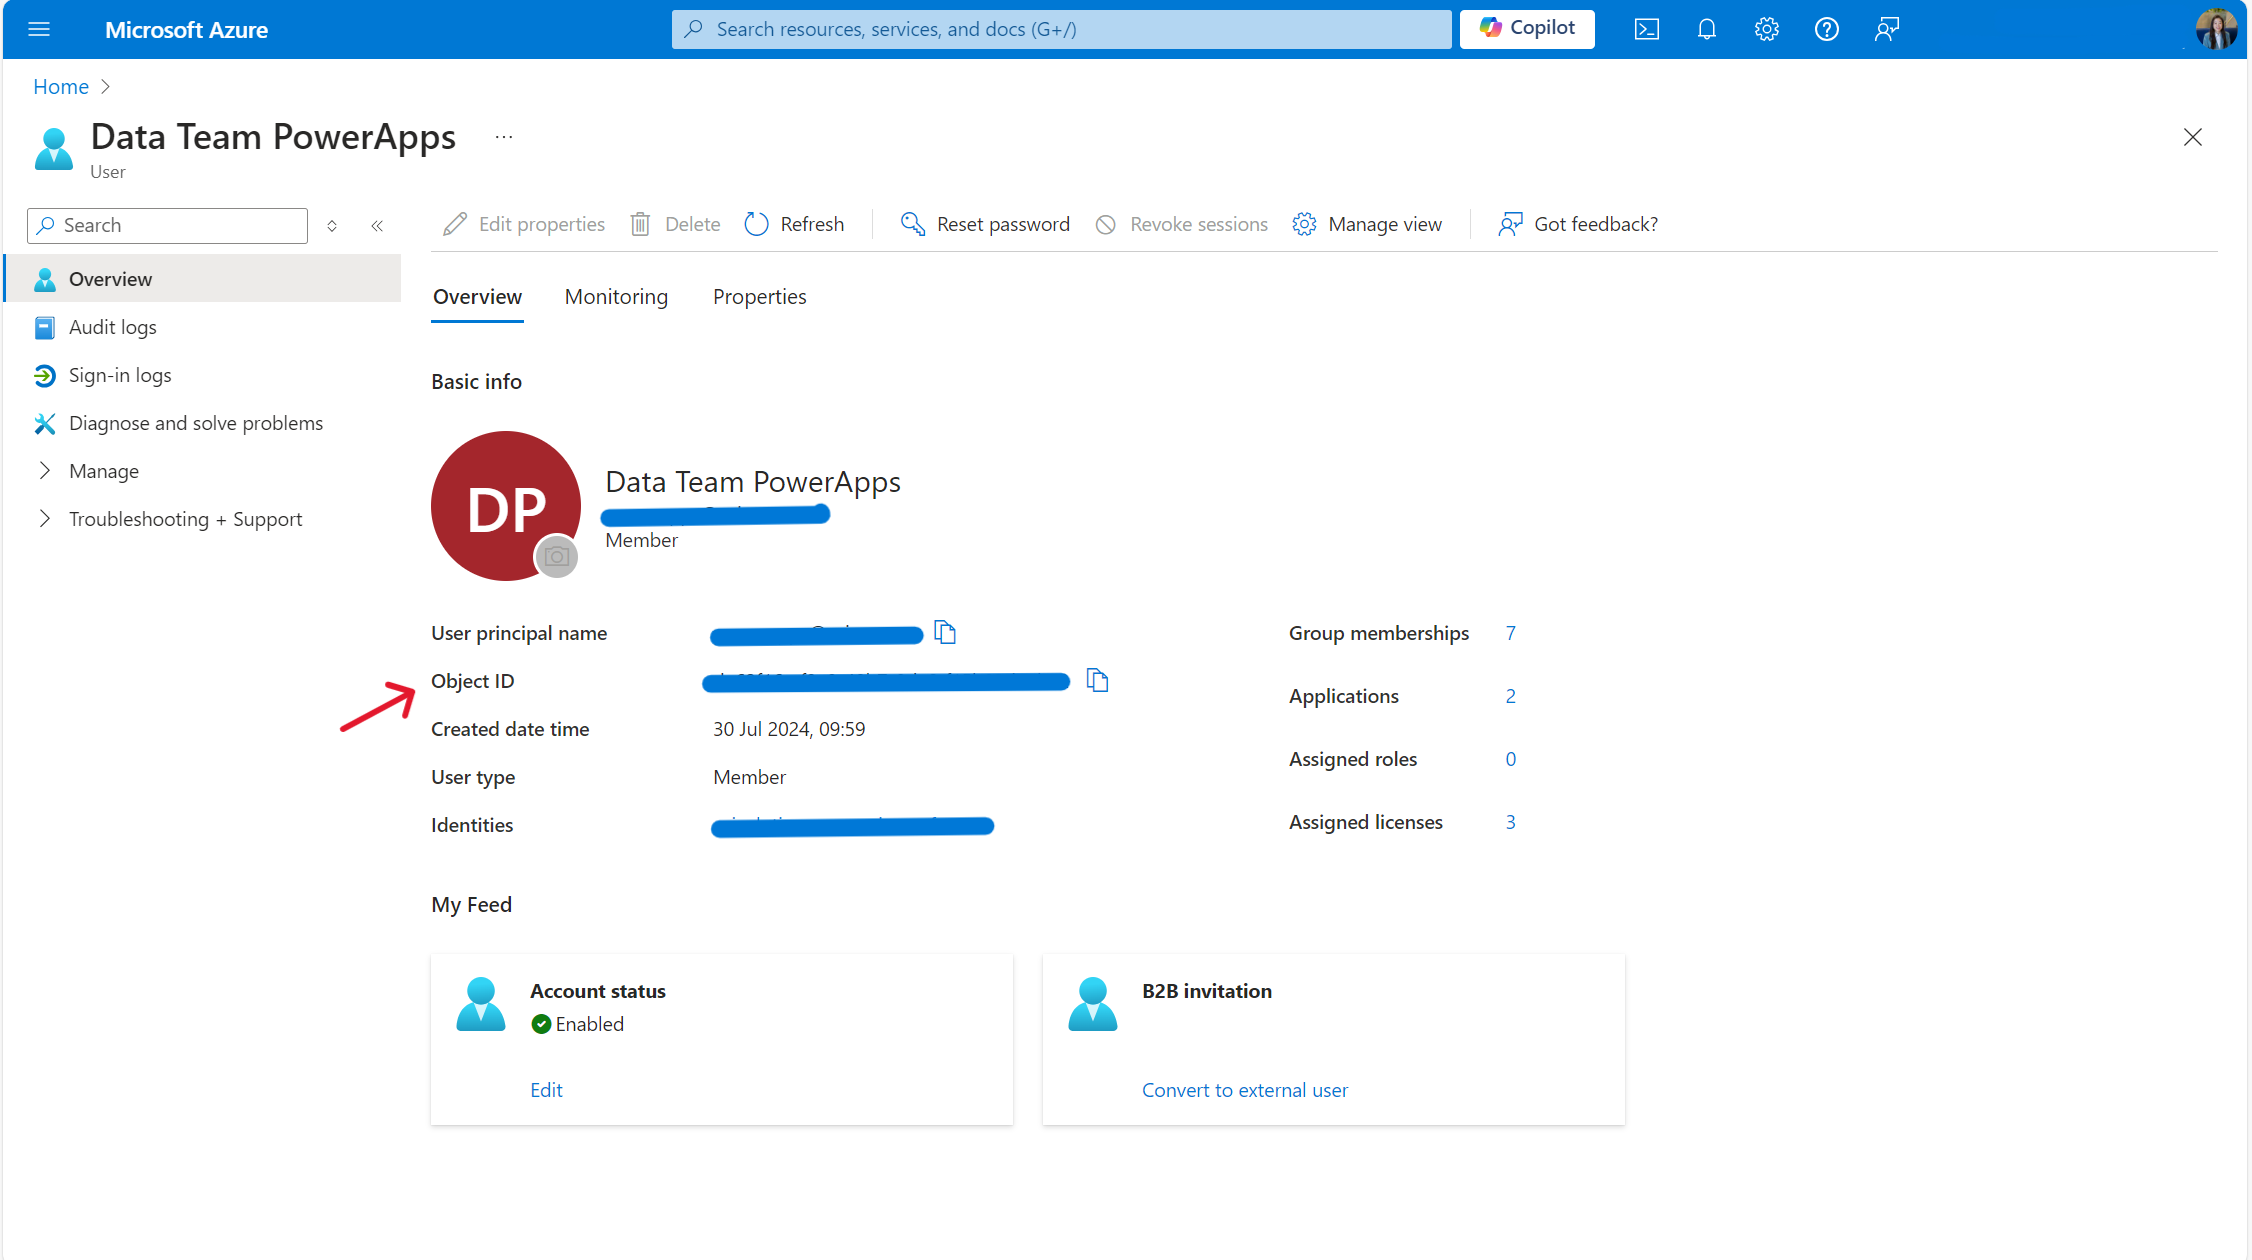 Microsoft Azure
Search resources, services, and docs (G+/)
Copilot
Home
Data Team PowerApps
...
User
Search
Edit properties
Delete
Refresh
Reset password
Revoke sessions
Manage view
Got feedback?
Overview
Audit logs
Sign-in logs
Diagnose and solve problems
Manage
Troubleshooting + Support
Overview
Monitoring
Properties
Basic info
DP
Data Team PowerApps
Member
User principal name
Object ID
Created date time
30 Jul 2024, 09:59
User type
Member
Identities
Group memberships
7
Applications
2
Assigned roles
0
Assigned licenses
3
My Feed
Account status
Enabled
Edit
B2B invitation
Convert to external user